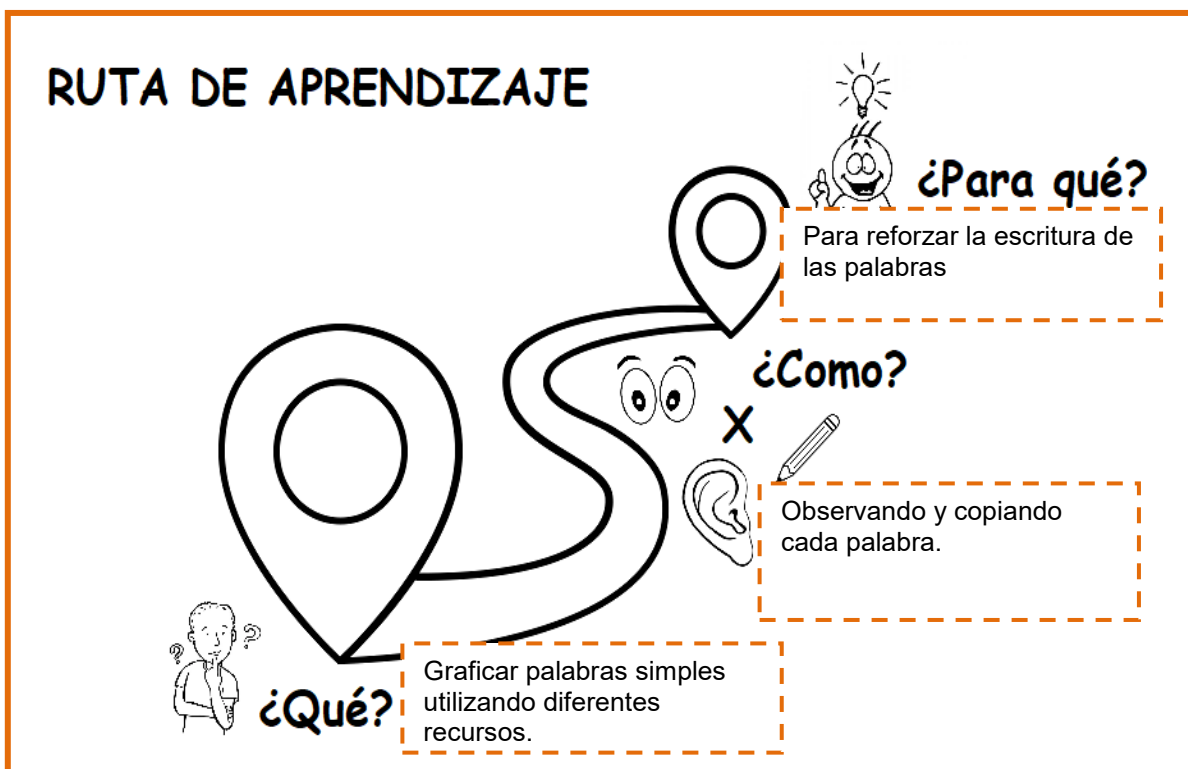 RUTA DE APRENDIZAJE
¿Para qué?
Para reforzar la escritura de
las palabras
¿Como?
X
Observando y copiando
cada palabra.
? ?
¿Qué?
Graficar palabras simples
utilizando diferentes
recursos.